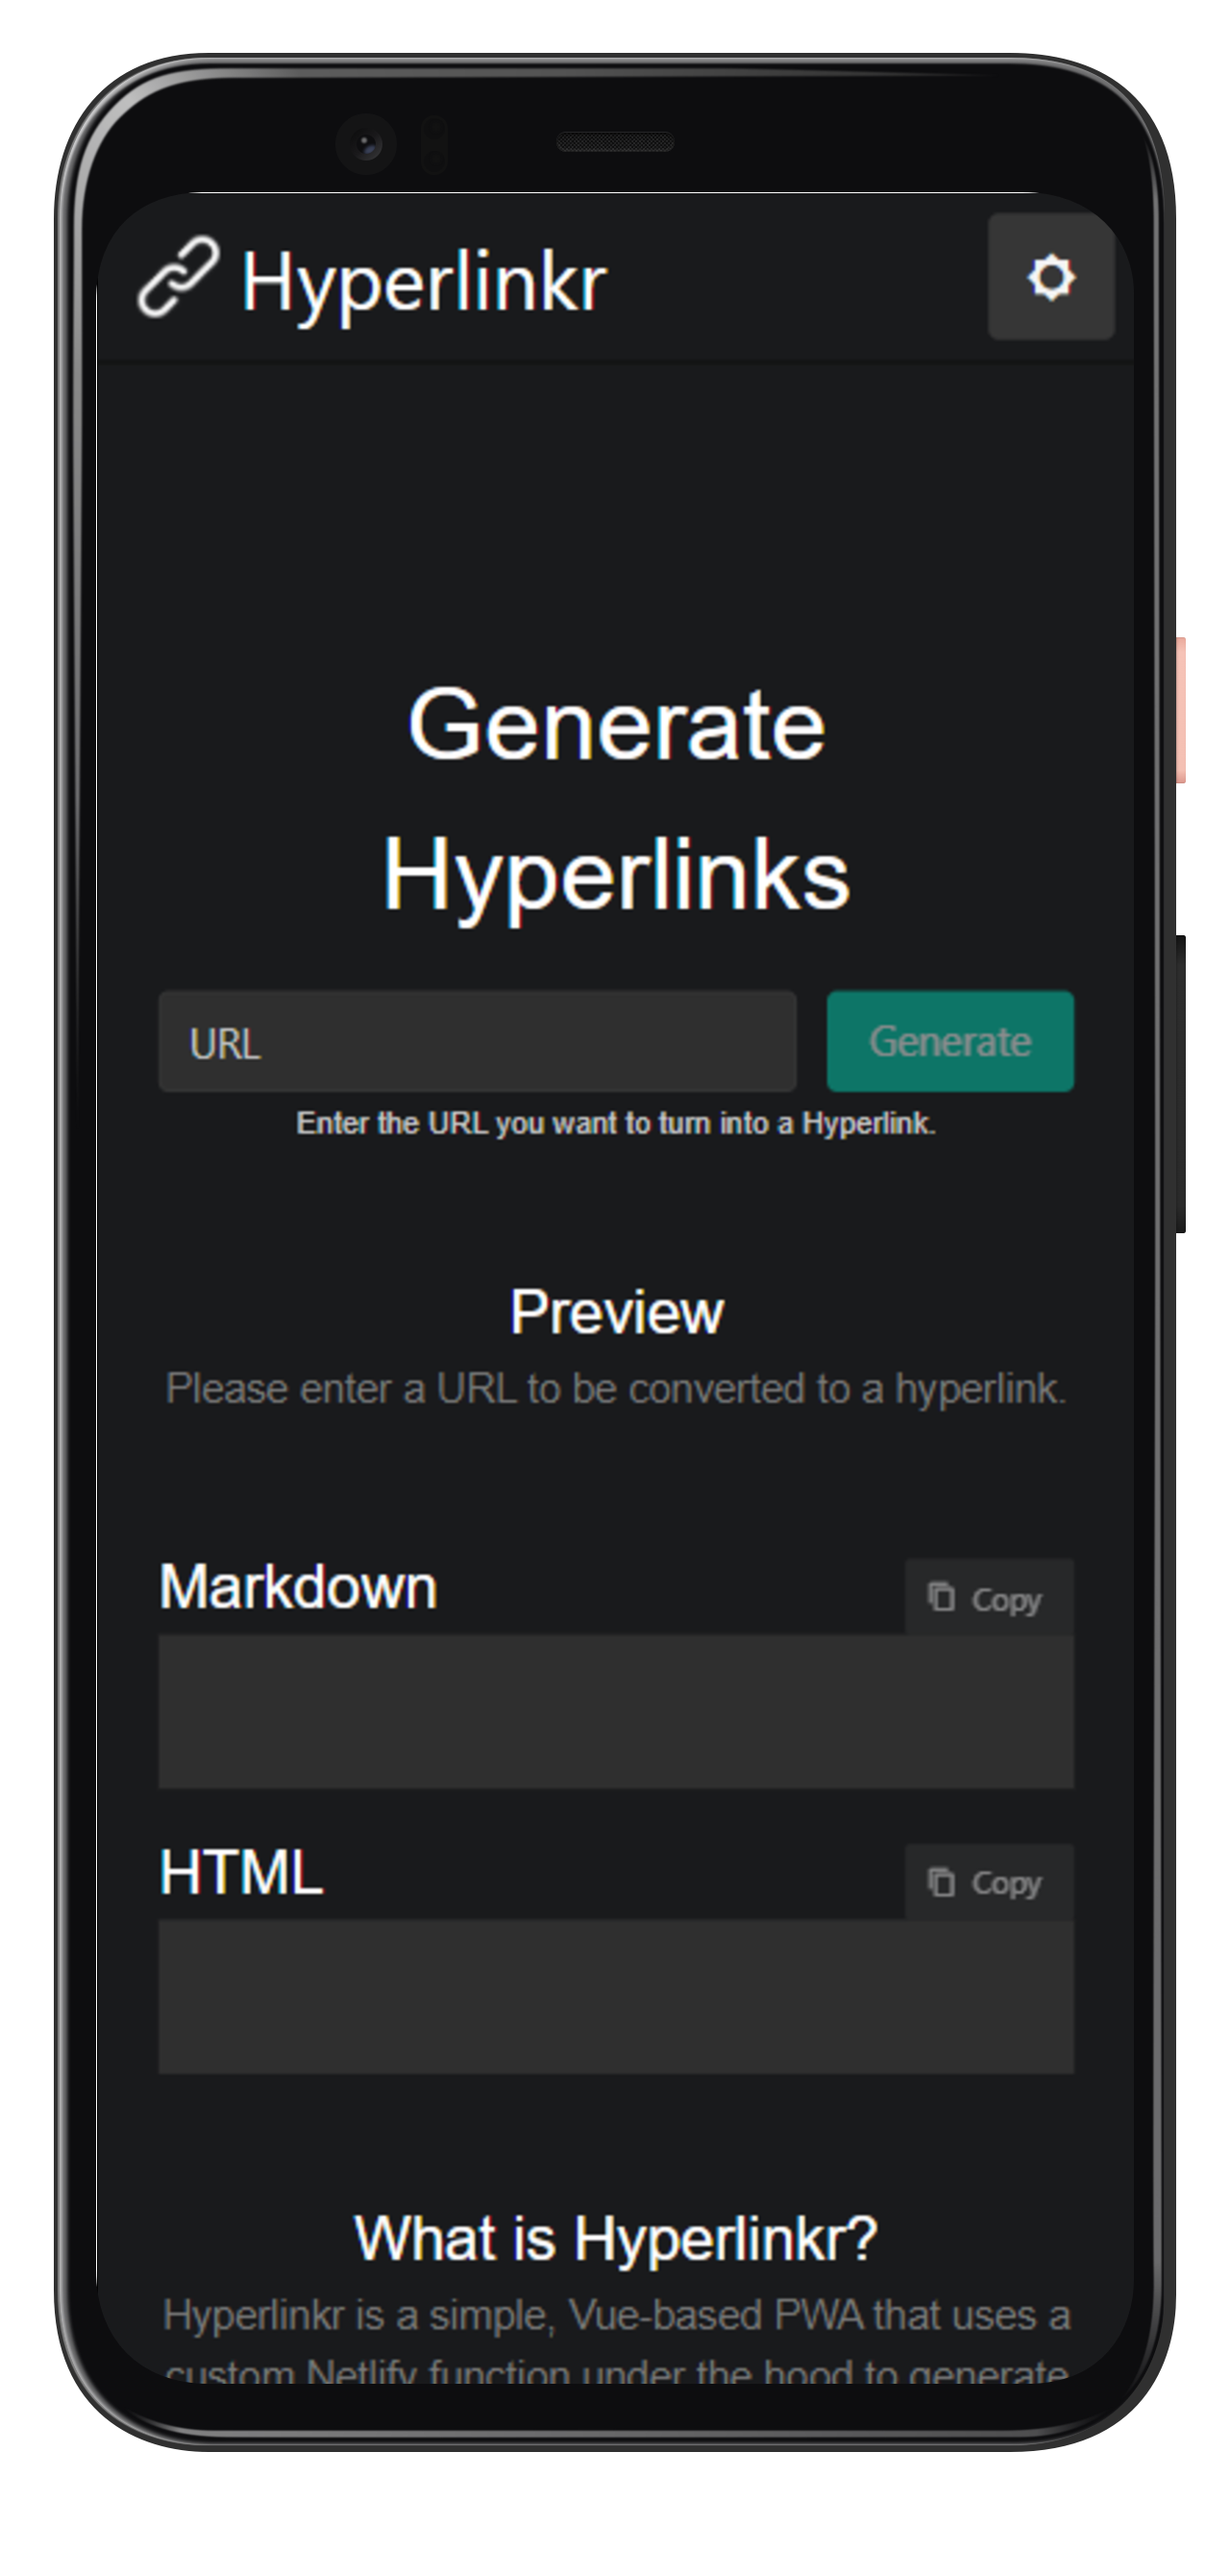 Hyperlinkr
Generate
Hyperlinks
URL
Generate
Enter the URL you want to turn into a Hyperlink.
Preview
Please enter a URL to be converted to a hyperlink.
Markdown
Copy
HTML
Copy
What is Hyperlinkr?
Hyperlinkr is a simple, Vue-based PWA that uses a
custom Netlify function under the hood to generate